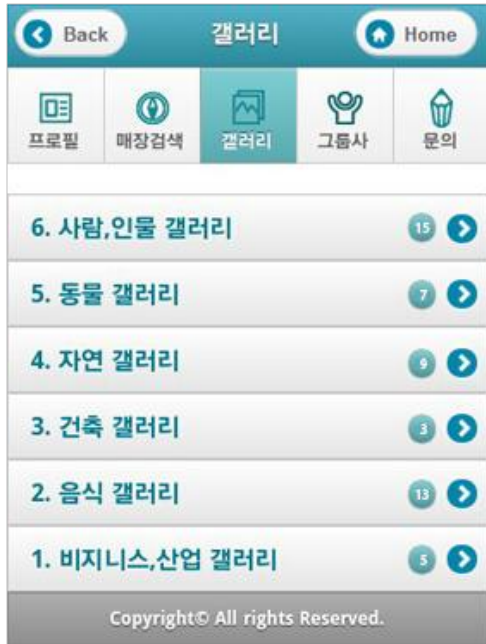 Back 갤러리 Home
프로필 매장검색 갤러리 그룹사 문의
6. 사람,인물 갤러리 15
5. 동물 갤러리 7
4. 자연 갤러리 9
3. 건축 갤러리 3
2. 음식 갤러리 13
1. 비지니스,산업 갤러리 5
Copyright© All rights Reserved.